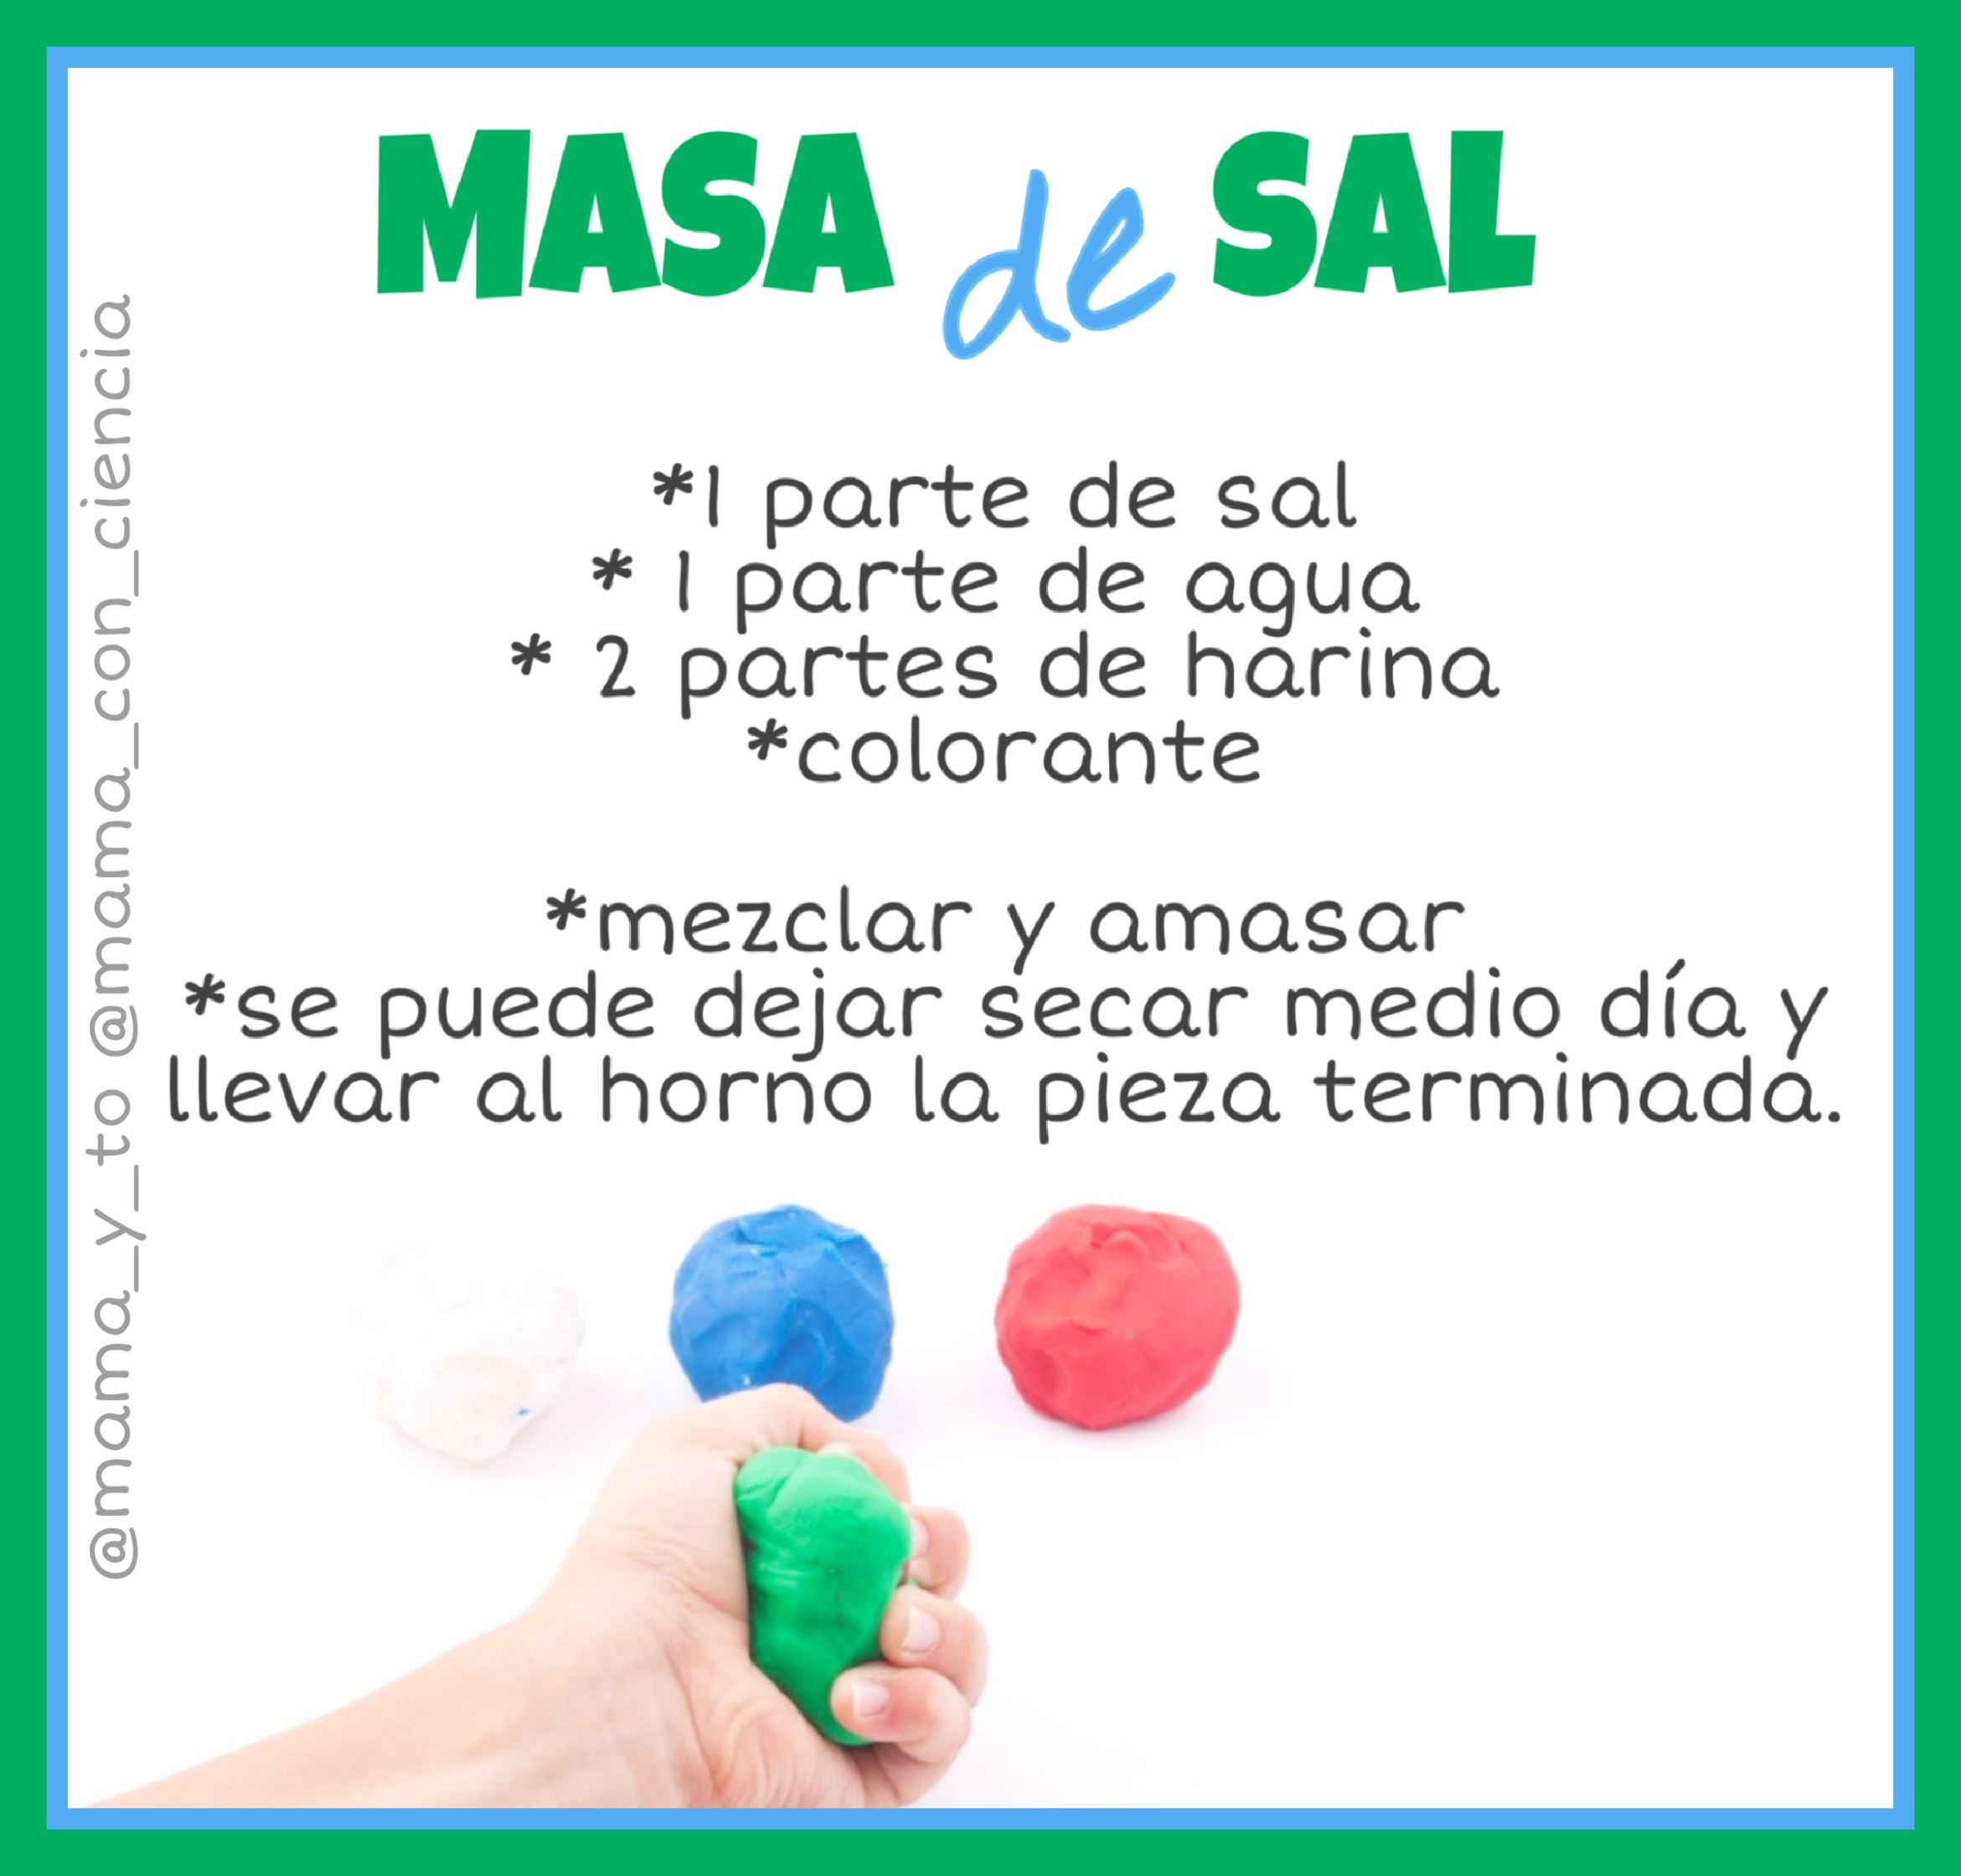 MASA de SAL
*1 parte de sal
* 1 parte de agua
* 2 partes de harina
*colorante
*mezclar y amasar
*se puede dejar secar medio día y
llevar al horno la pieza terminada.
@mama_y_to @mama_con_ciencia